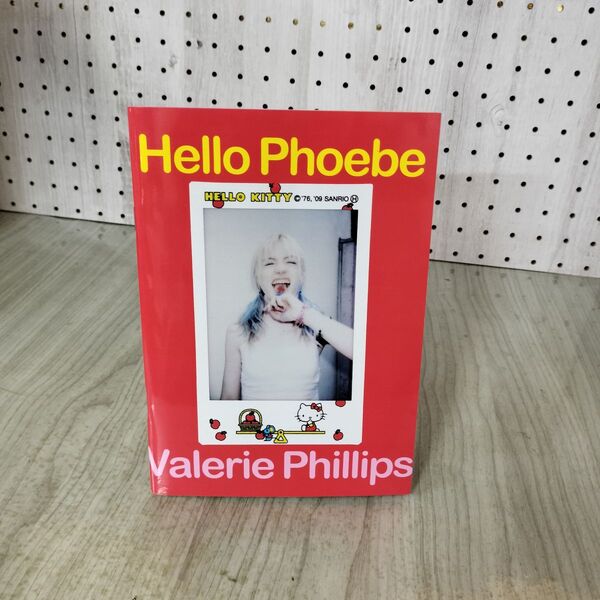 Hello Phoebe
HELLO KITTY © '76, '09 SANRIO Ⓗ
Valerie Phillips